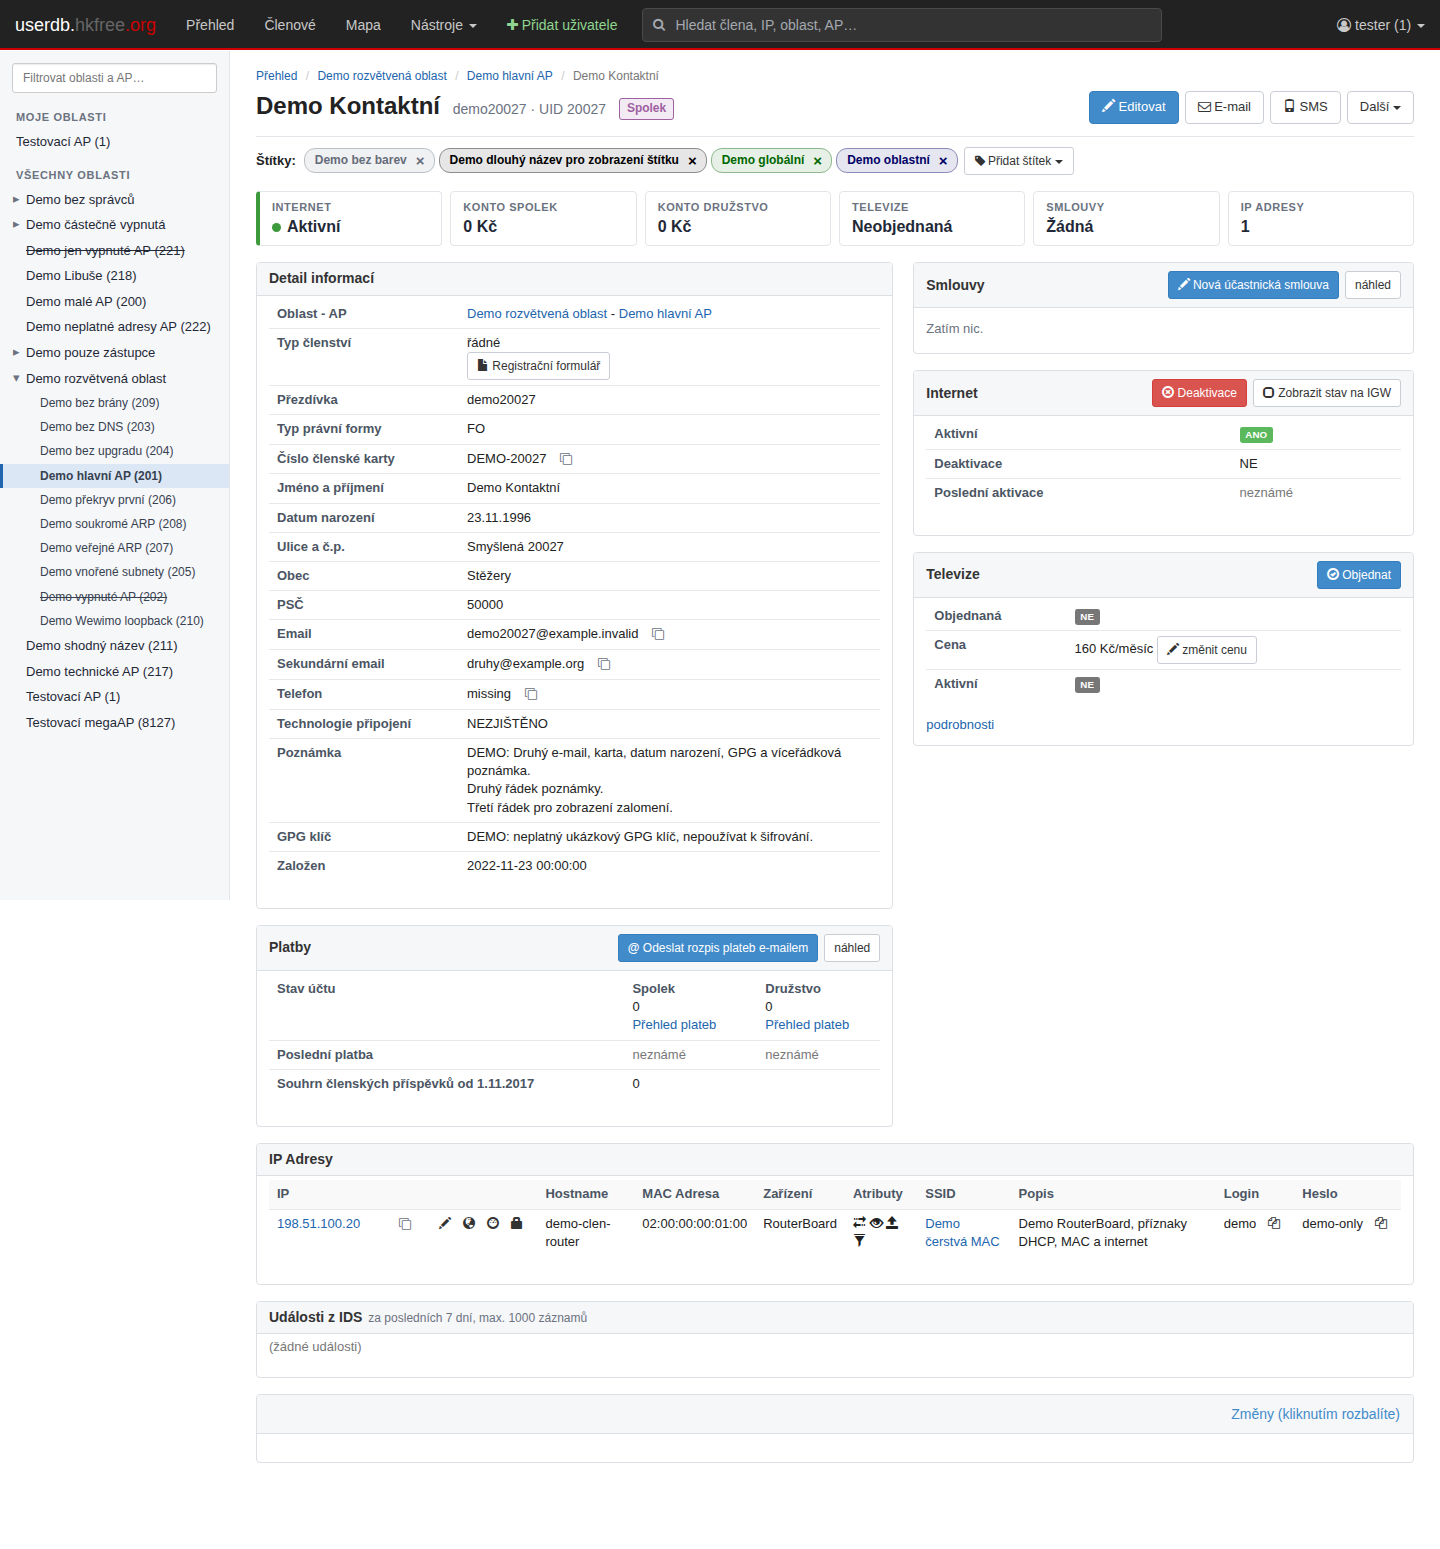 userdb.hkfree.org Přehled Členové Mapa Nástroje Přidat uživatele Hledat člena, IP, oblast, AP… tester (1)
Filtrovat oblasti a AP…
MOJE OBLASTI
Testovací AP (1)
VŠECHNY OBLASTI
Demo bez správců
Demo částečně vypnutá
Demo jen vypnuté AP (221)
Demo Libuše (218)
Demo malé AP (200)
Demo neplatné adresy AP (222)
Demo pouze zástupce
Demo rozvětvená oblast
Demo bez brány (209)
Demo bez DNS (203)
Demo bez upgradu (204)
Demo hlavní AP (201)
Demo překryv první (206)
Demo soukromé ARP (208)
Demo veřejné ARP (207)
Demo vnořené subnety (205)
Demo vypnuté AP (202)
Demo Wewimo loopback (210)
Demo shodný název (211)
Demo technické AP (217)
Testovací AP (1)
Testovací megaAP (8127)
Přehled / Demo rozvětvená oblast / Demo hlavní AP / Demo Kontaktní
Demo Kontaktní demo20027 · UID 20027 Spolek Editovat E-mail SMS Další
Štítky: Demo bez barev × Demo dlouhý název pro zobrazení štítku × Demo globální × Demo oblastní × Přidat štítek
INTERNET
Aktivní
KONTO SPOLEK
0 Kč
KONTO DRUŽSTVO
0 Kč
TELEVIZE
Neobjednaná
SMLOUVY
Žádná
IP ADRESY
1
Detail informací
Oblast - AP Demo rozvětvená oblast - Demo hlavní AP
Typ členství řádné
Registrační formulář
Přezdívka demo20027
Typ právní formy FO
Číslo členské karty DEMO-20027
Jméno a příjmení Demo Kontaktní
Datum narození 23.11.1996
Ulice a č.p. Smyšlená 20027
Obec Stěžery
PSČ 50000
Email demo20027@example.invalid
Sekundární email druhy@example.org
Telefon missing
Technologie připojení NEZJIŠTĚNO
Poznámka DEMO: Druhý e-mail, karta, datum narození, GPG a víceřádková
poznámka.
Druhý řádek poznámky.
Třetí řádek pro zobrazení zalomení.
GPG klíč DEMO: neplatný ukázkový GPG klíč, nepoužívat k šifrování.
Založen 2022-11-23 00:00:00
Smlouvy Nová účastnická smlouva náhled
Zatím nic.
Internet Deaktivace Zobrazit stav na IGW
Aktivní ANO
Deaktivace NE
Poslední aktivace neznámé
Televize Objednat
Objednaná NE
Cena 160 Kč/měsíc změnit cenu
Aktivní NE
podrobnosti
Platby @ Odeslat rozpis plateb e-mailem náhled
Stav účtu Spolek Družstvo
0 0
Přehled plateb Přehled plateb
Poslední platba neznámé neznámé
Souhrn členských příspěvků od 1.11.2017 0
IP Adresy
IP Hostname MAC Adresa Zařízení Atributy SSID Popis Login Heslo
198.51.100.20 demo-clen- 02:00:00:00:01:00 RouterBoard Demo Demo RouterBoard, příznaky demo demo-only
router čerstvá MAC DHCP, MAC a internet
Události z IDS za posledních 7 dní, max. 1000 záznamů
(žádné události)
Změny (kliknutím rozbalíte)